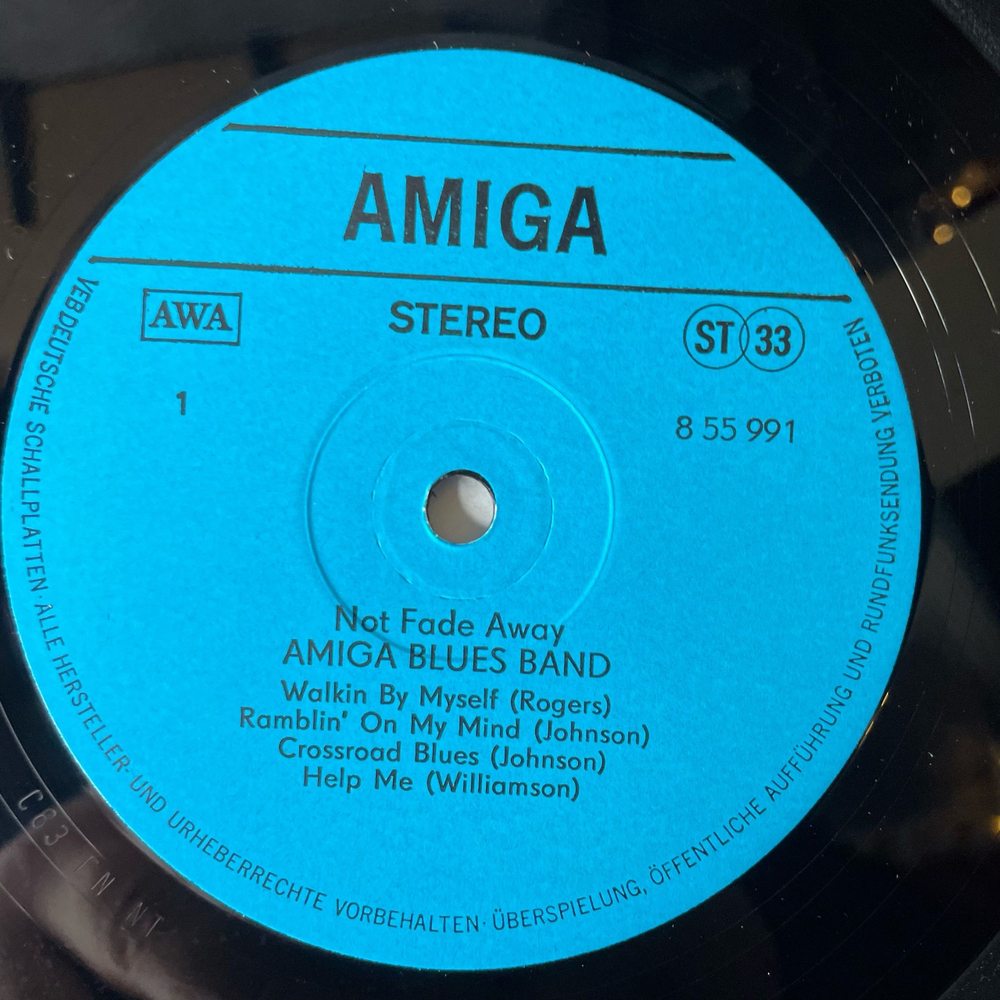 AMIGA
AWA
STEREO
ST 33
1
8 55 991
Not Fade Away
AMIGA BLUES BAND
Walkin By Myself (Rogers)
Ramblin' On My Mind (Johnson)
Crossroad Blues (Johnson)
Help Me (Williamson)
VEB DEUTSCHE SCHALLPLATTEN· ALLE HERSTELLER- UND URHEBERRECHTE VORBEHALTEN· ÜBERSPIELUNG, ÖFFENTLICHE AUFFÜHRUNG UND RUNDFUNKSENDUNG VERBOTEN